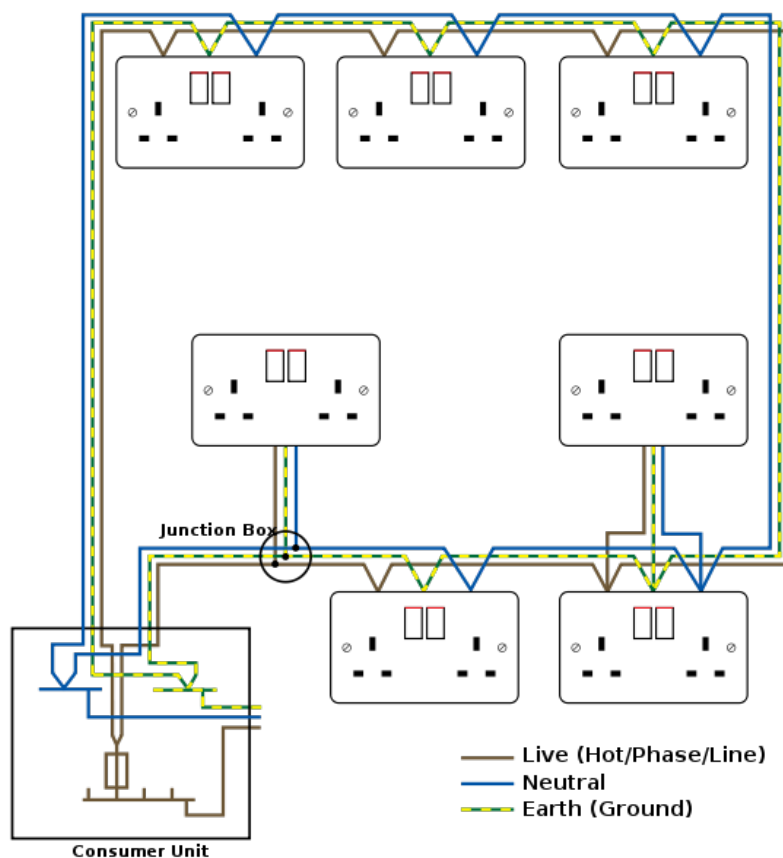 Junction Box
Live (Hot/Phase/Line)
Neutral
Earth (Ground)
Consumer Unit